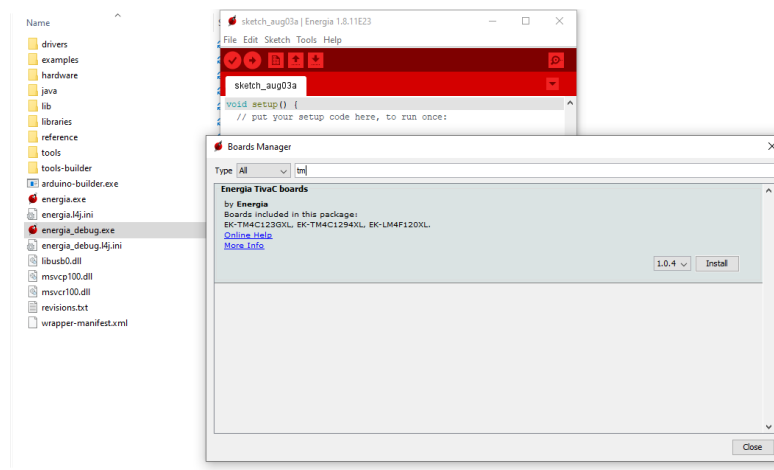 Name
drivers
examples
hardware
java
lib
libraries
reference
tools
tools-builder
arduino-builder.exe
energia.exe
energia.l4j.ini
energia_debug.exe
energia_debug.l4j.ini
libusb0.dll
msvcp100.dll
msvcr100.dll
revisions.txt
wrapper-manifest.xml
sketch_aug03a | Energia 1.8.11E23
File Edit Sketch Tools Help
sketch_aug03a
void setup() {
// put your setup code here, to run once:
Boards Manager
Type All tm
Energia TivaC boards
by Energia
Boards included in this package:
EK-TM4C123GXL, EK-TM4C1294XL, EK-LM4F120XL.
Online Help
More Info
1.0.4 Install
Close